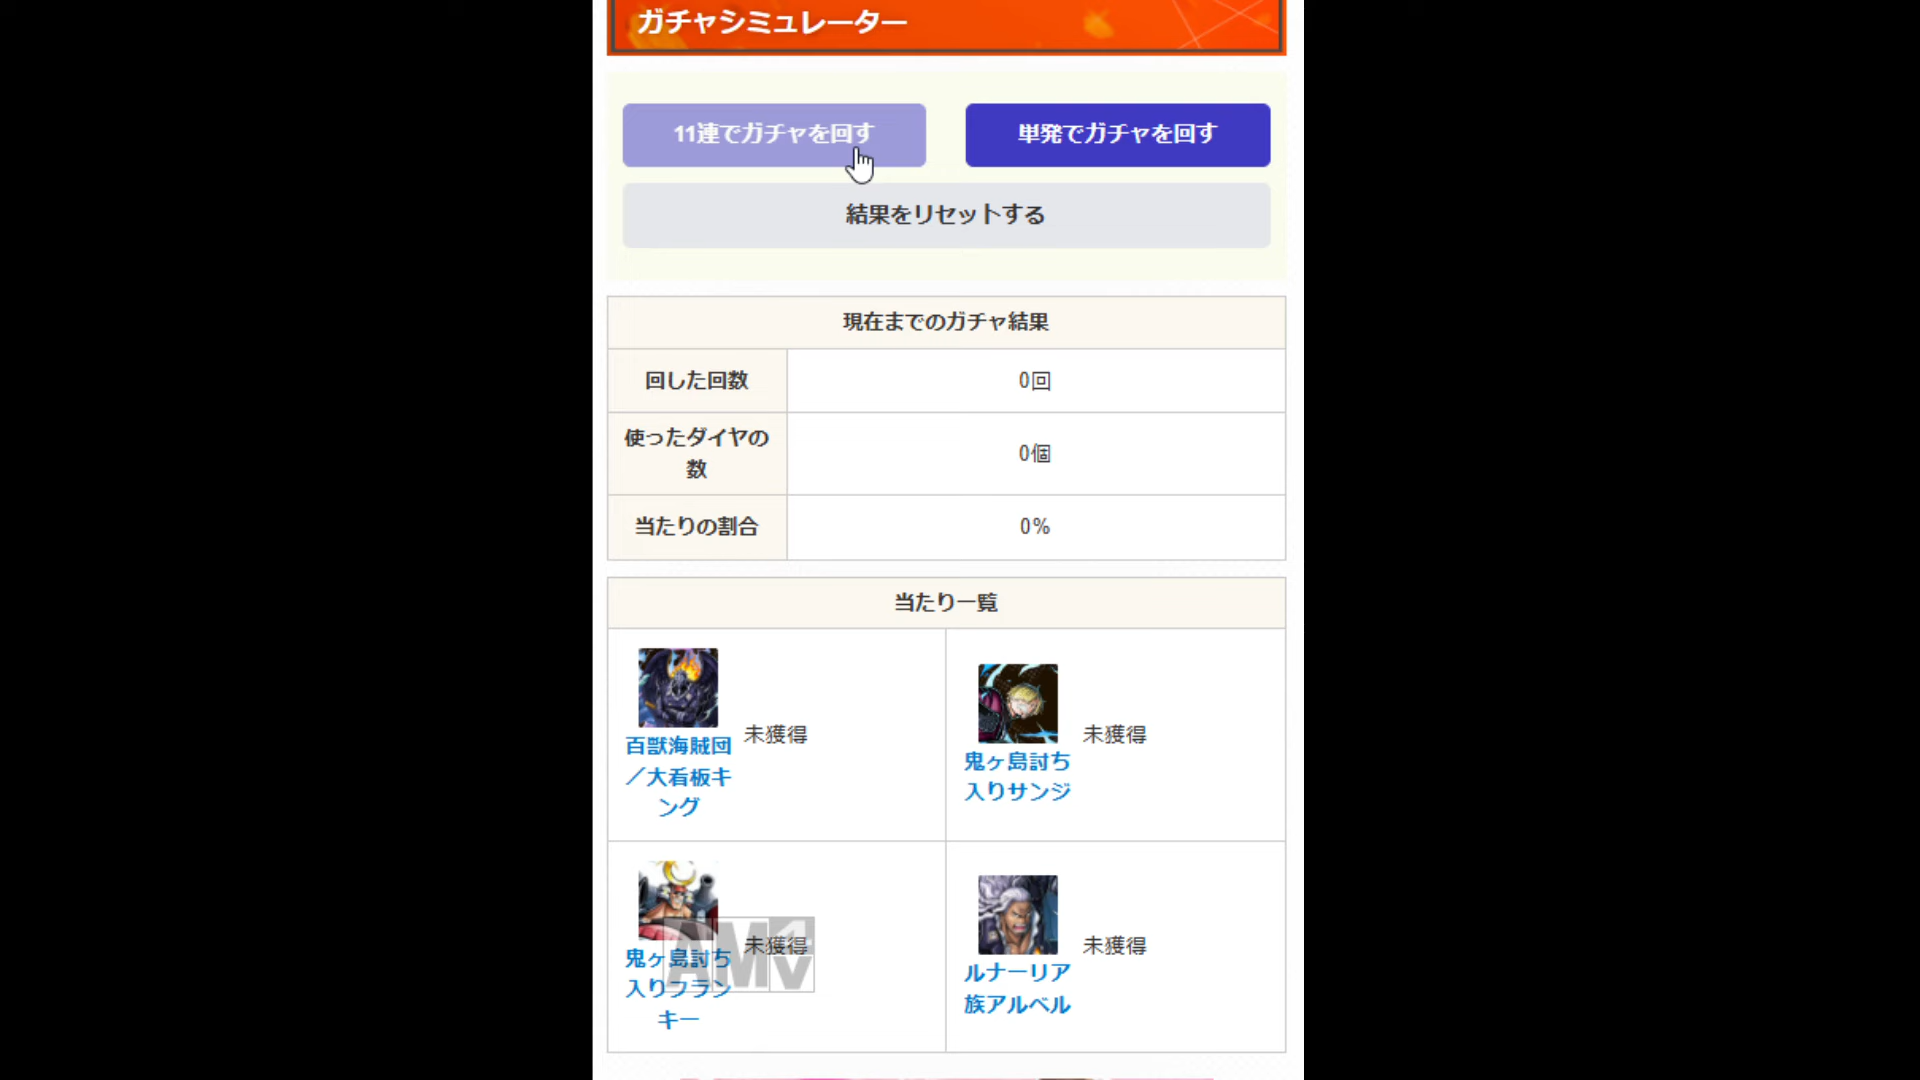 ガチャシミュレーター
11連でガチャを回す
単発でガチャを回す
結果をリセットする
現在までのガチャ結果
回した回数
0回
使ったダイヤの
数
0個
当たりの割合
0%
当たり一覧
百獣海賊団
／大看板キ
ング
未獲得
鬼ヶ島討ち
入りサンジ
未獲得
鬼ヶ島討ち
入りフラン
キー
未獲得
ルナーリア
族アルベル
未獲得
AMV